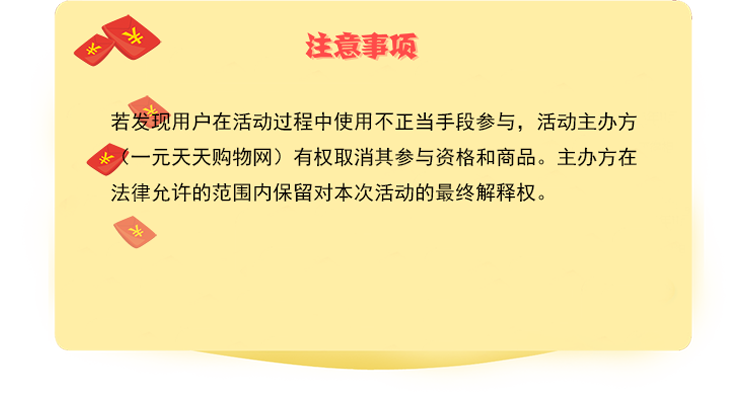 注意事项
若发现用户在活动过程中使用不正当手段参与，活动主办方
（一元天天购物网）有权取消其参与资格和商品。主办方在
法律允许的范围内保留对本次活动的最终解释权。